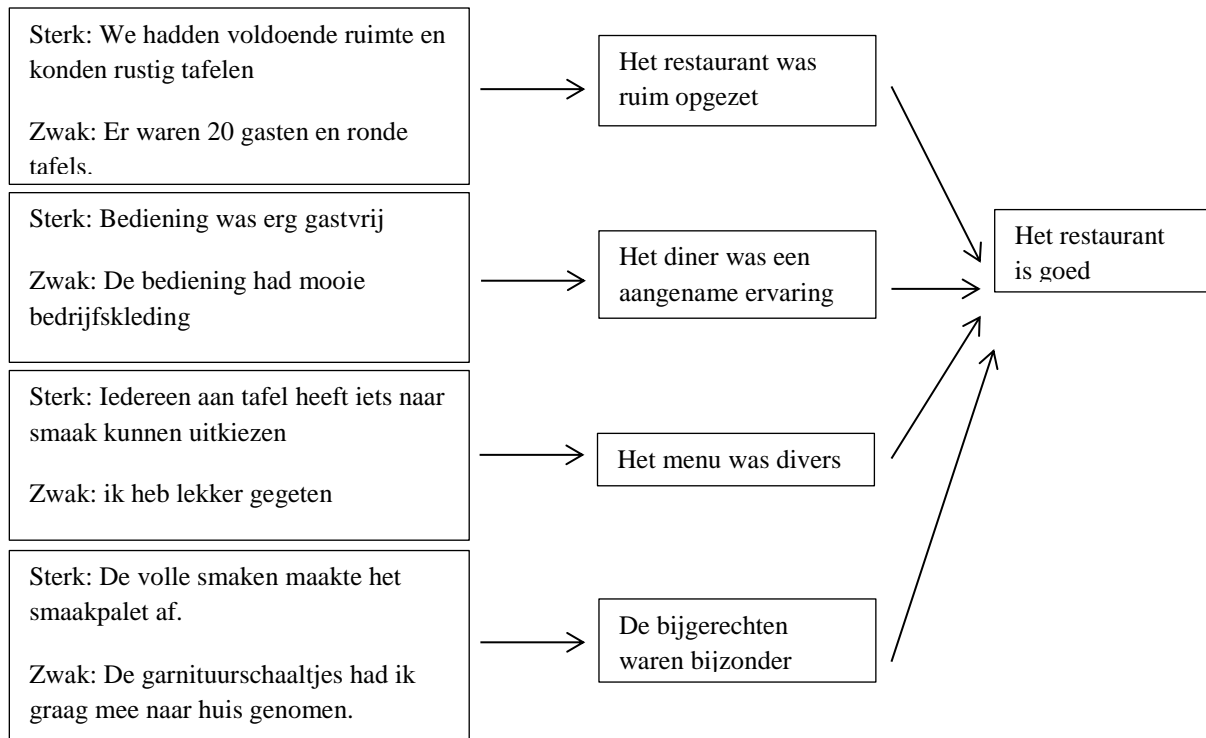 Sterk: We hadden voldoende ruimte en
konden rustig tafelen
Zwak: Er waren 20 gasten en ronde
tafels.
Het restaurant was
ruim opgezet
Sterk: Bediening was erg gastvrij
Zwak: De bediening had mooie
bedrijfskleding
Het diner was een
aangename ervaring
Het restaurant
is goed
Sterk: Iedereen aan tafel heeft iets naar
smaak kunnen uitkiezen
Zwak: ik heb lekker gegeten
Het menu was divers
Sterk: De volle smaken maakte het
smaakpalet af.
Zwak: De garnituurschaaltjes had ik
graag mee naar huis genomen.
De bijgerechten
waren bijzonder